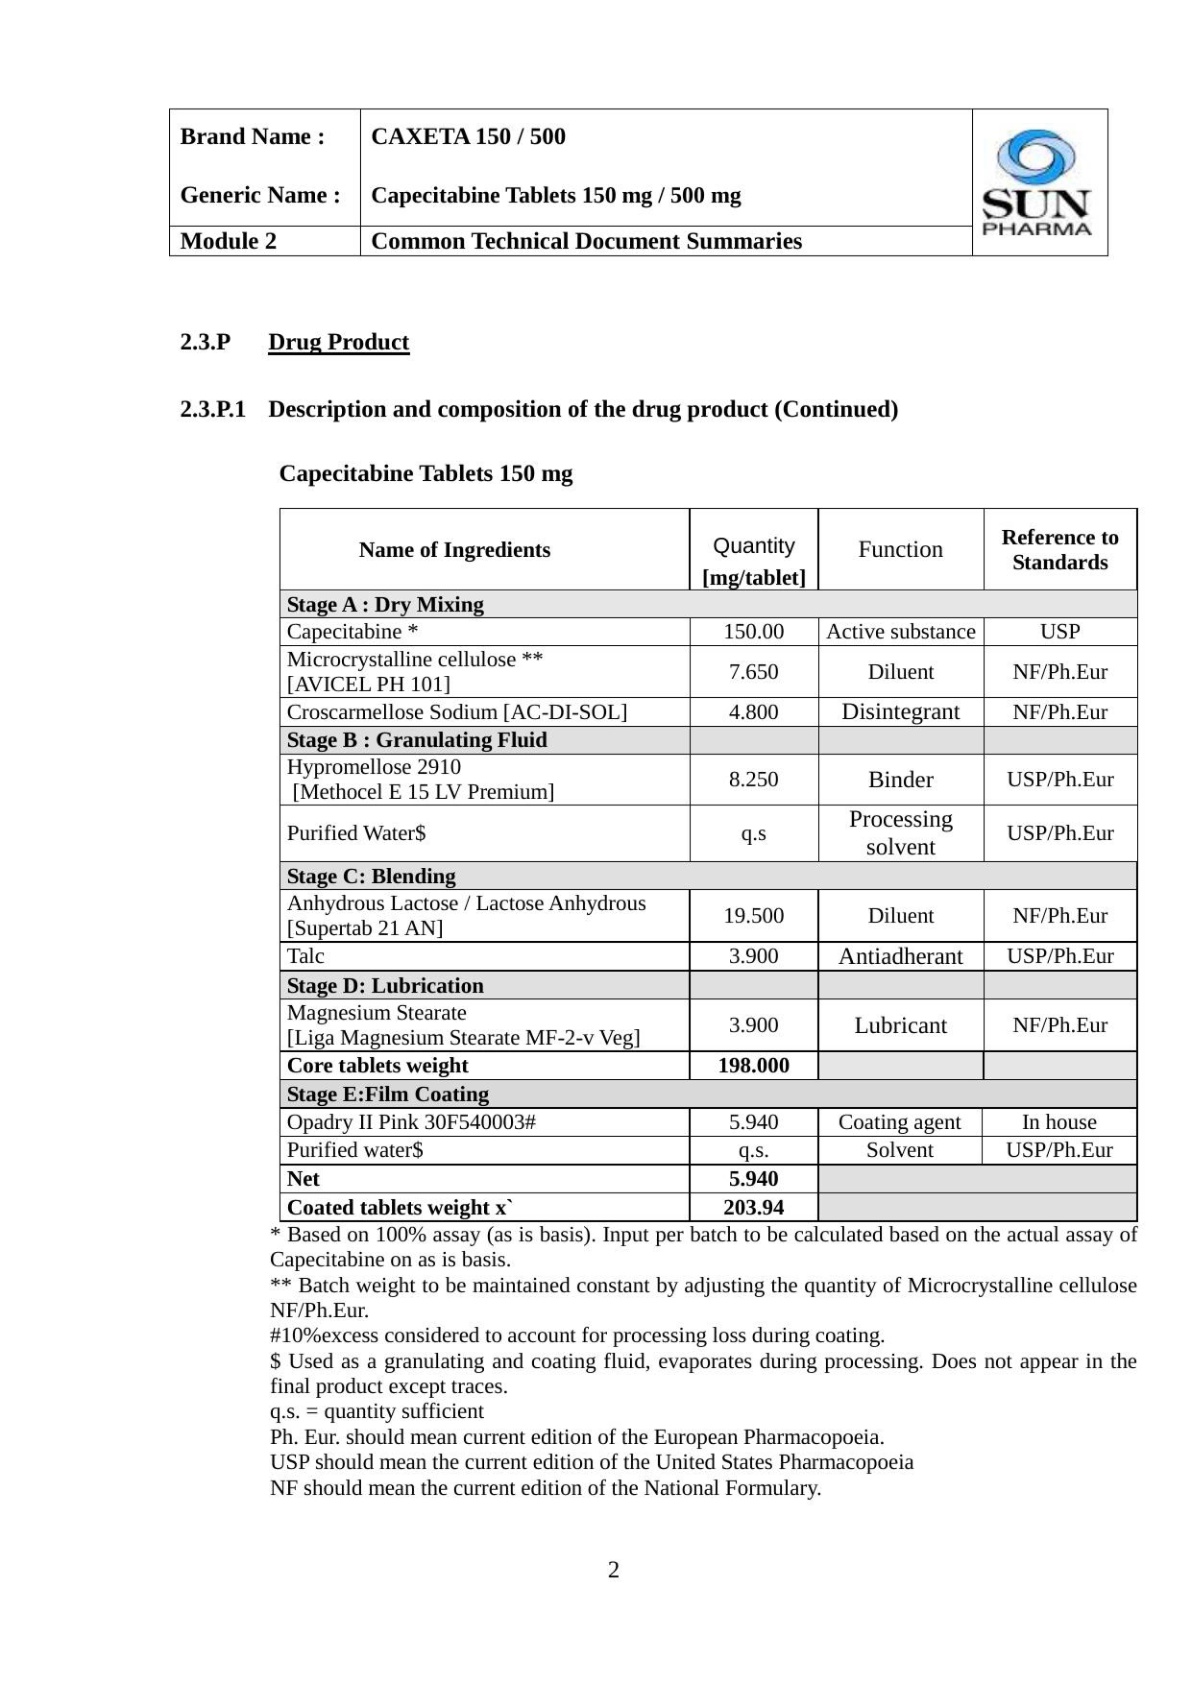 Brand Name : CAXETA 150 / 500
Generic Name : Capecitabine Tablets 150 mg / 500 mg
SUN
PHARMA
Module 2 Common Technical Document Summaries
2.3.P Drug Product
2.3.P.1 Description and composition of the drug product (Continued)
Capecitabine Tablets 150 mg
Name of Ingredients Quantity [mg/tablet] Function Reference to Standards
Stage A : Dry Mixing
Capecitabine * 150.00 Active substance USP
Microcrystalline cellulose **
[AVICEL PH 101] 7.650 Diluent NF/Ph.Eur
Croscarmellose Sodium [AC-DI-SOL] 4.800 Disintegrant NF/Ph.Eur
Stage B : Granulating Fluid
Hypromellose 2910
[Methocel E 15 LV Premium] 8.250 Binder USP/Ph.Eur
Purified Water$ q.s Processing solvent USP/Ph.Eur
Stage C: Blending
Anhydrous Lactose / Lactose Anhydrous
[Supertab 21 AN] 19.500 Diluent NF/Ph.Eur
Talc 3.900 Antiadherant USP/Ph.Eur
Stage D: Lubrication
Magnesium Stearate
[Liga Magnesium Stearate MF-2-v Veg] 3.900 Lubricant NF/Ph.Eur
Core tablets weight 198.000
Stage E:Film Coating
Opadry II Pink 30F540003# 5.940 Coating agent In house
Purified water$ q.s. Solvent USP/Ph.Eur
Net 5.940
Coated tablets weight x` 203.94
* Based on 100% assay (as is basis). Input per batch to be calculated based on the actual assay of
Capecitabine on as is basis.
** Batch weight to be maintained constant by adjusting the quantity of Microcrystalline cellulose
NF/Ph.Eur.
#10%excess considered to account for processing loss during coating.
$ Used as a granulating and coating fluid, evaporates during processing. Does not appear in the
final product except traces.
q.s. = quantity sufficient
Ph. Eur. should mean current edition of the European Pharmacopoeia.
USP should mean the current edition of the United States Pharmacopoeia
NF should mean the current edition of the National Formulary.
2